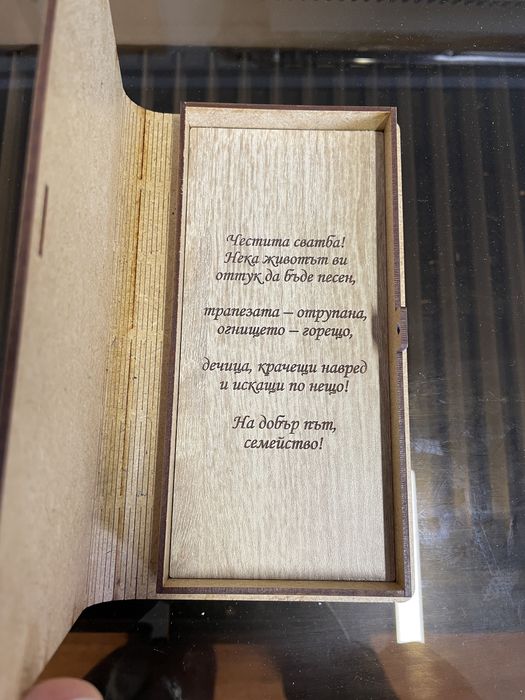 Честита сватба!
Нека животът ви
оттук да бъде песен,
трапезата – отрупана,
огнището – горещо,
дечица, крачещи навред
и искащи по нещо!
На добър път,
семейство!